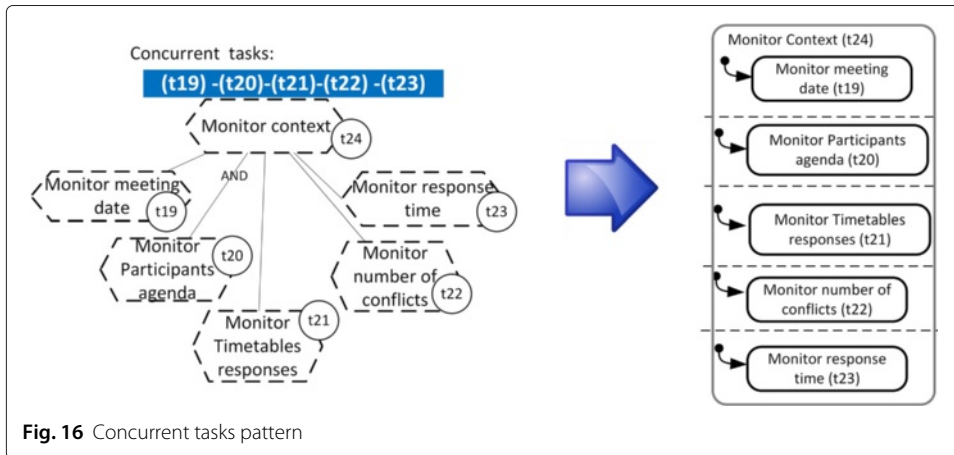 Concurrent tasks:
(t19) -(t20)-(t21)-(t22) -(t23)
Monitor context
t24
AND
Monitor meeting
date
t19
Monitor response
time
t23
Monitor
Participants
agenda
t20
Monitor
number of
conflicts
t22
Monitor
Timetables
responses
t21
Monitor Context (t24)
Monitor meeting
date (t19)
Monitor Participants
agenda (t20)
Monitor Timetables
responses (t21)
Monitor number of
conflicts (t22)
Monitor response
time (t23)
Fig. 16 Concurrent tasks pattern